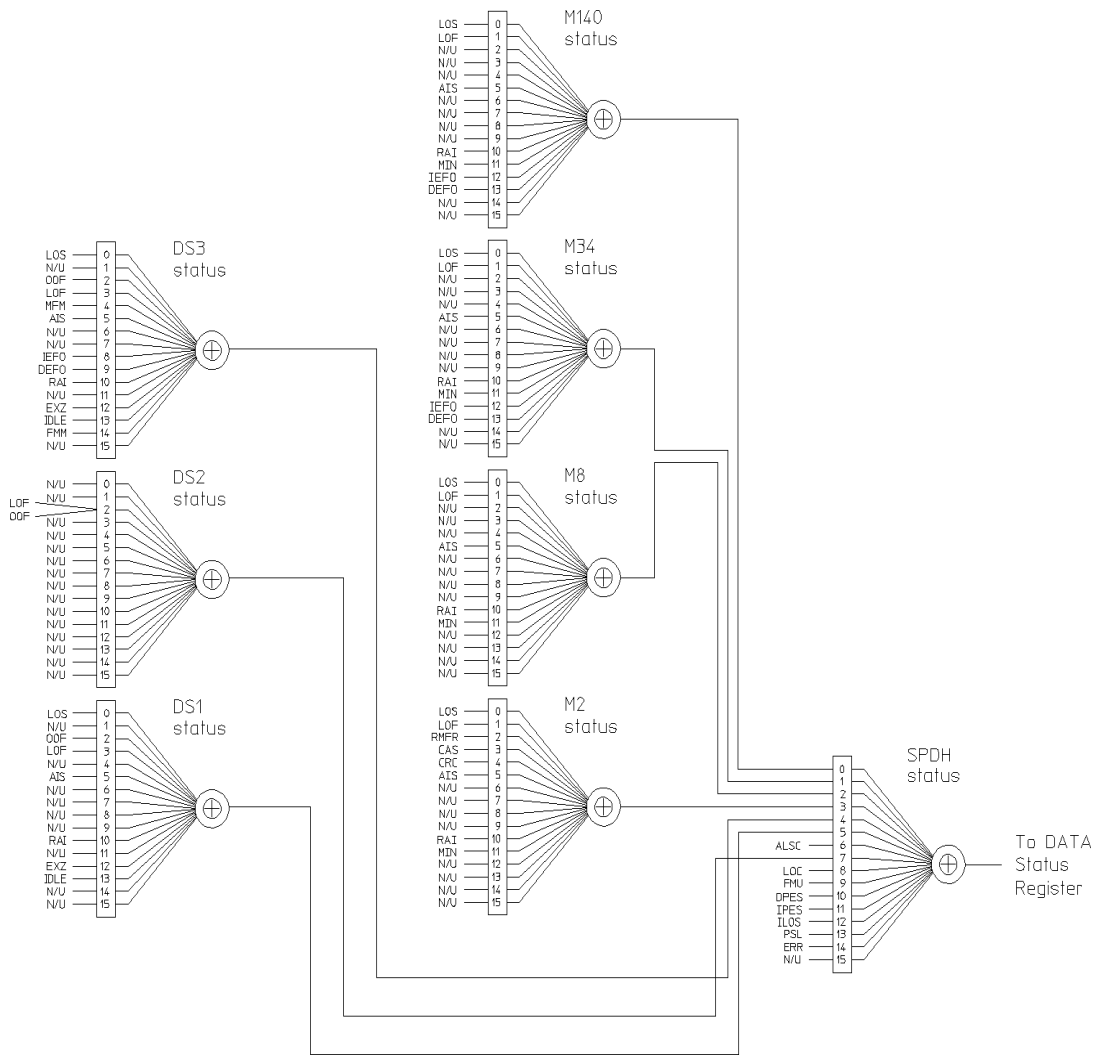 M140
status
LOS 0
LOF 1
N/U 2
N/U 3
N/U 4
AIS 5
N/U 6
N/U 7
N/U 8
N/U 9
RAI 10
MIN 11
IEFO 12
DEFO 13
N/U 14
N/U 15
DS3
status
LOS 0
N/U 1
OOF 2
LOF 3
MFM 4
AIS 5
N/U 6
N/U 7
IEFO 8
DEFO 9
RAI 10
N/U 11
EXZ 12
IDLE 13
FMM 14
N/U 15
M34
status
LOS 0
LOF 1
N/U 2
N/U 3
N/U 4
AIS 5
N/U 6
N/U 7
N/U 8
N/U 9
RAI 10
MIN 11
IEFO 12
DEFO 13
N/U 14
N/U 15
DS2
status
N/U 0
N/U 1
LOF
OOF
2
N/U 3
N/U 4
N/U 5
N/U 6
N/U 7
N/U 8
N/U 9
N/U 10
N/U 11
N/U 12
N/U 13
N/U 14
N/U 15
M8
status
LOS 0
LOF 1
N/U 2
N/U 3
N/U 4
AIS 5
N/U 6
N/U 7
N/U 8
N/U 9
RAI 10
MIN 11
N/U 12
N/U 13
N/U 14
N/U 15
DS1
status
LOS 0
N/U 1
OOF 2
LOF 3
N/U 4
AIS 5
N/U 6
N/U 7
N/U 8
N/U 9
RAI 10
N/U 11
EXZ 12
IDLE 13
N/U 14
N/U 15
M2
status
LOS 0
LOF 1
RMFR 2
CAS 3
CRC 4
AIS 5
N/U 6
N/U 7
N/U 8
N/U 9
RAI 10
MIN 11
N/U 12
N/U 13
N/U 14
N/U 15
SPDH
status
0
1
2
3
4
5
ALSC 6
7
LOC 8
FMU 9
DPES 10
IPES 11
ILOS 12
PSL 13
ERR 14
N/U 15
To DATA
Status
Register